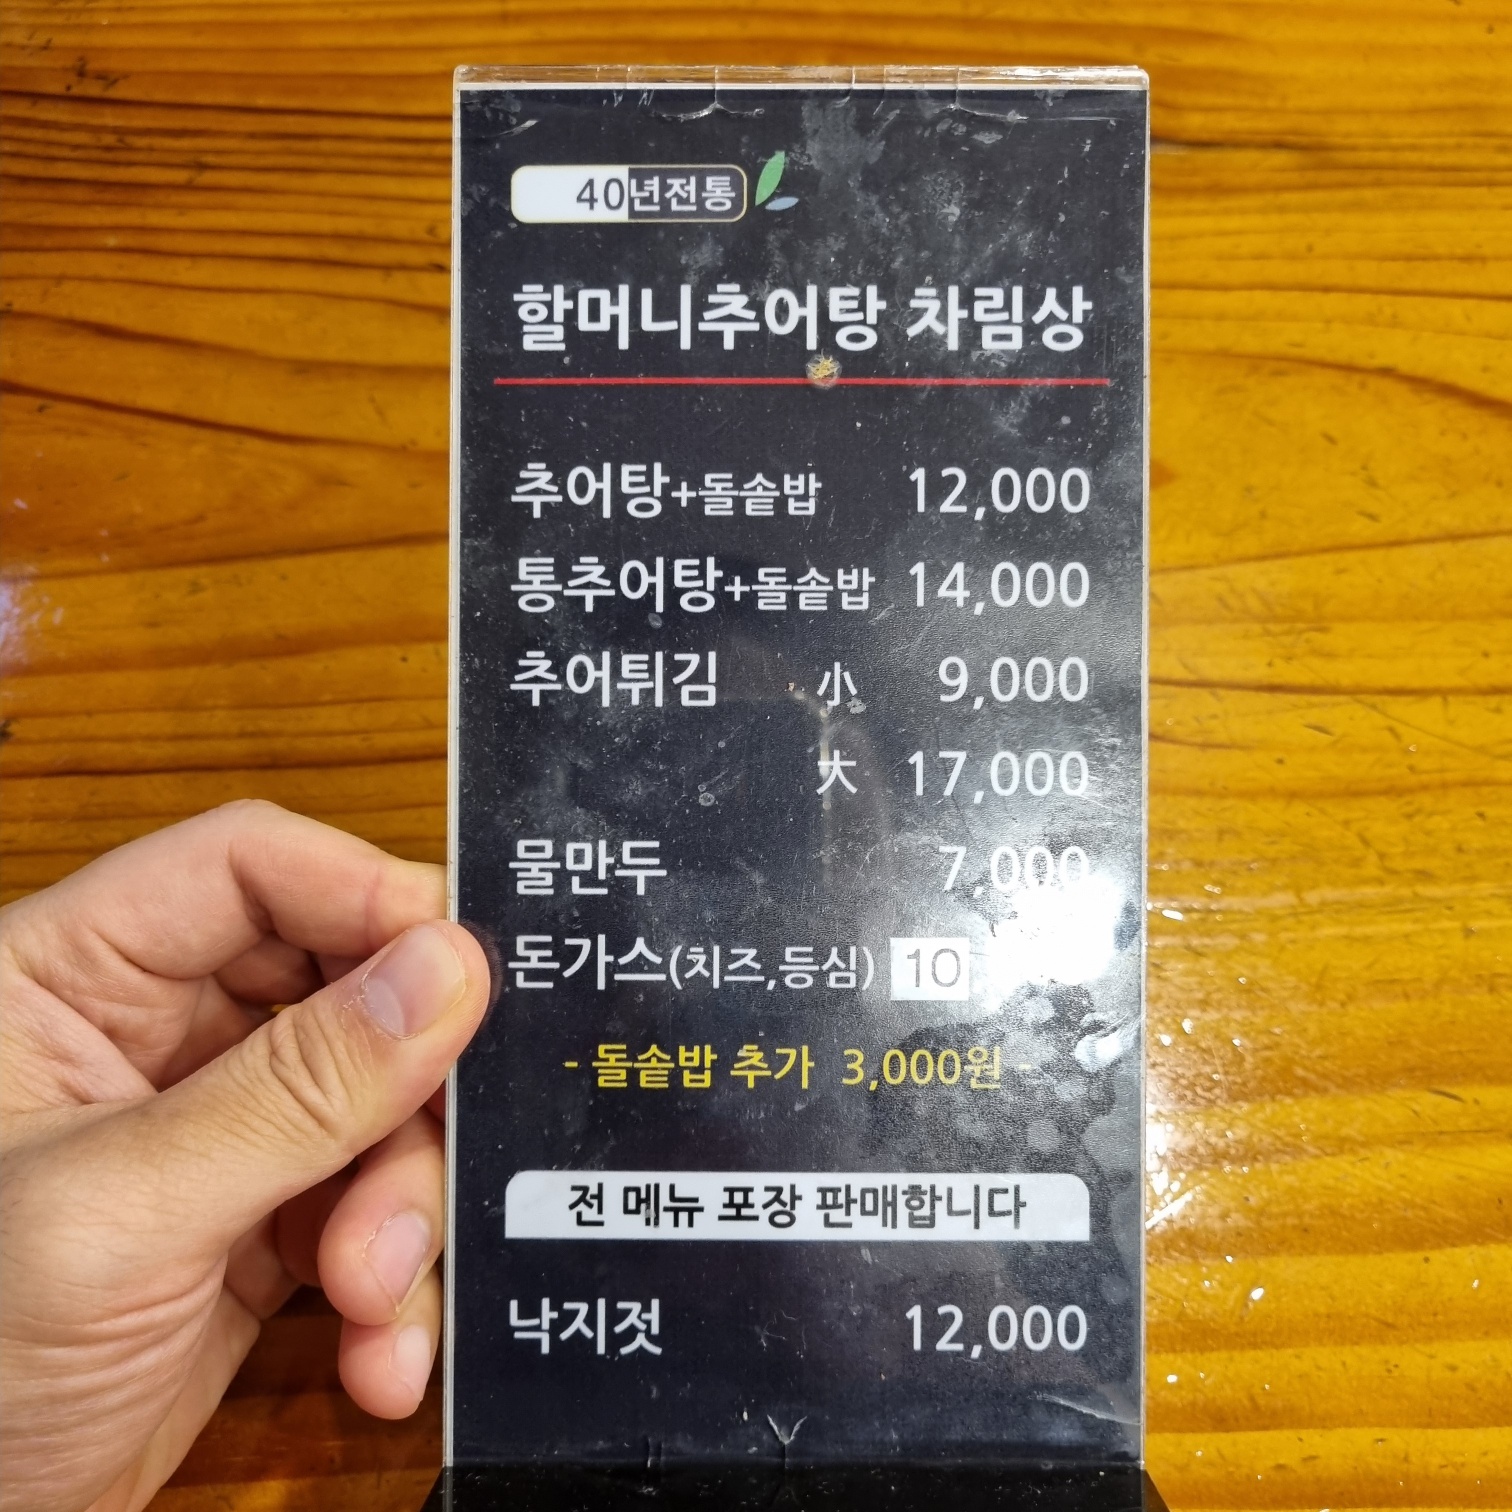 40년전통
할머니추어탕 차림상
추어탕+돌솥밥 12,000
통추어탕+돌솥밥 14,000
추어튀김 小 9,000
大 17,000
물만두 7,000
돈가스(치즈,등심) 10
- 돌솥밥 추가 3,000원 -
전 메뉴 포장 판매합니다
낙지젓 12,000